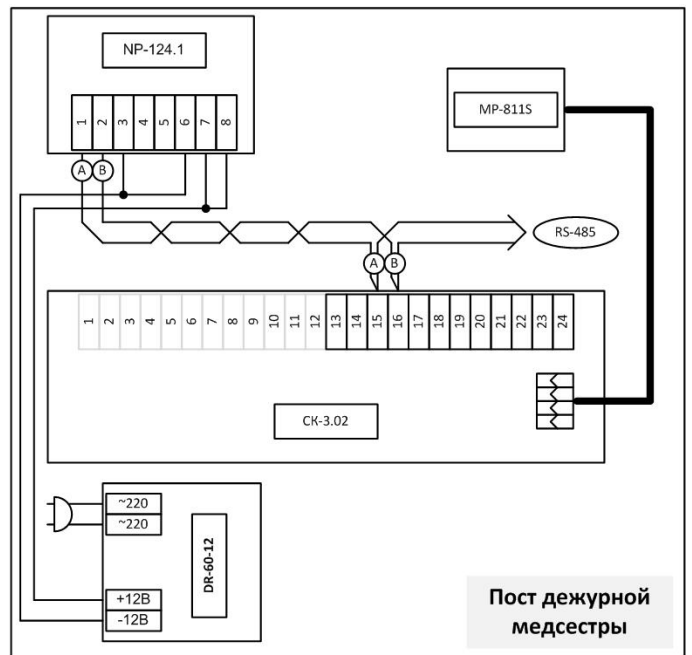 NP-124.1
1 2 3 4 5 6 7 8
A B
MP-811S
RS-485
A B
1 2 3 4 5 6 7 8 9 10 11 12 13 14 15 16 17 18 19 20 21 22 23 24
СК-3.02
~220
~220
DR-60-12
+12В
-12В
Пост дежурной
медсестры